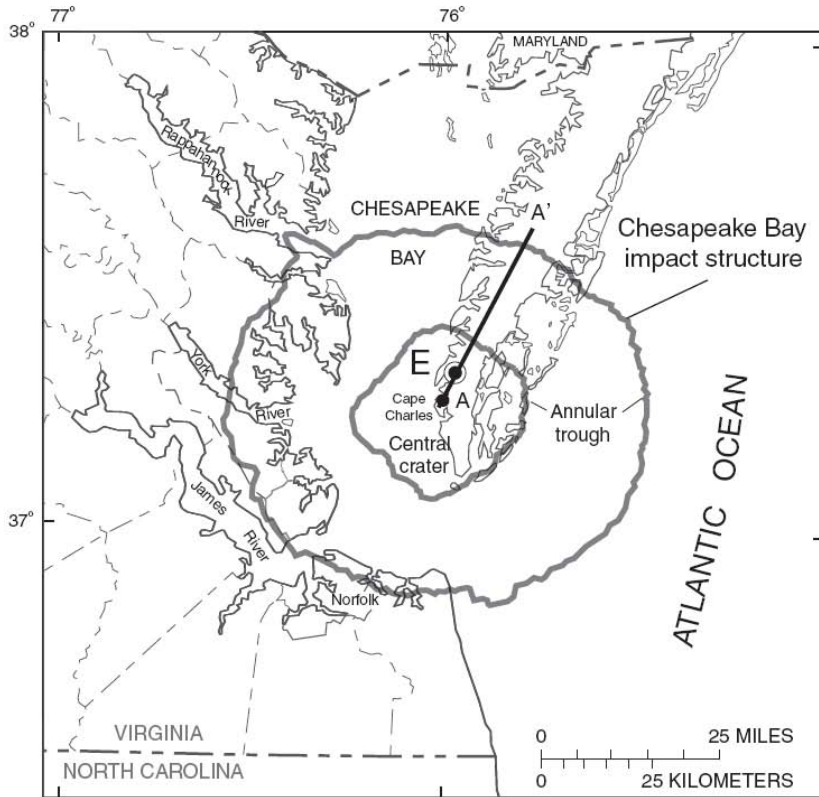 77°
76°
38°
MARYLAND
Rappahannock
River
CHESAPEAKE
BAY
A'
Chesapeake Bay
impact structure
York
River
E
Cape
Charles
A
Central
crater
Annular
trough
James
River
37°
Norfolk
ATLANTIC OCEAN
VIRGINIA
NORTH CAROLINA
0 25 MILES
0 25 KILOMETERS